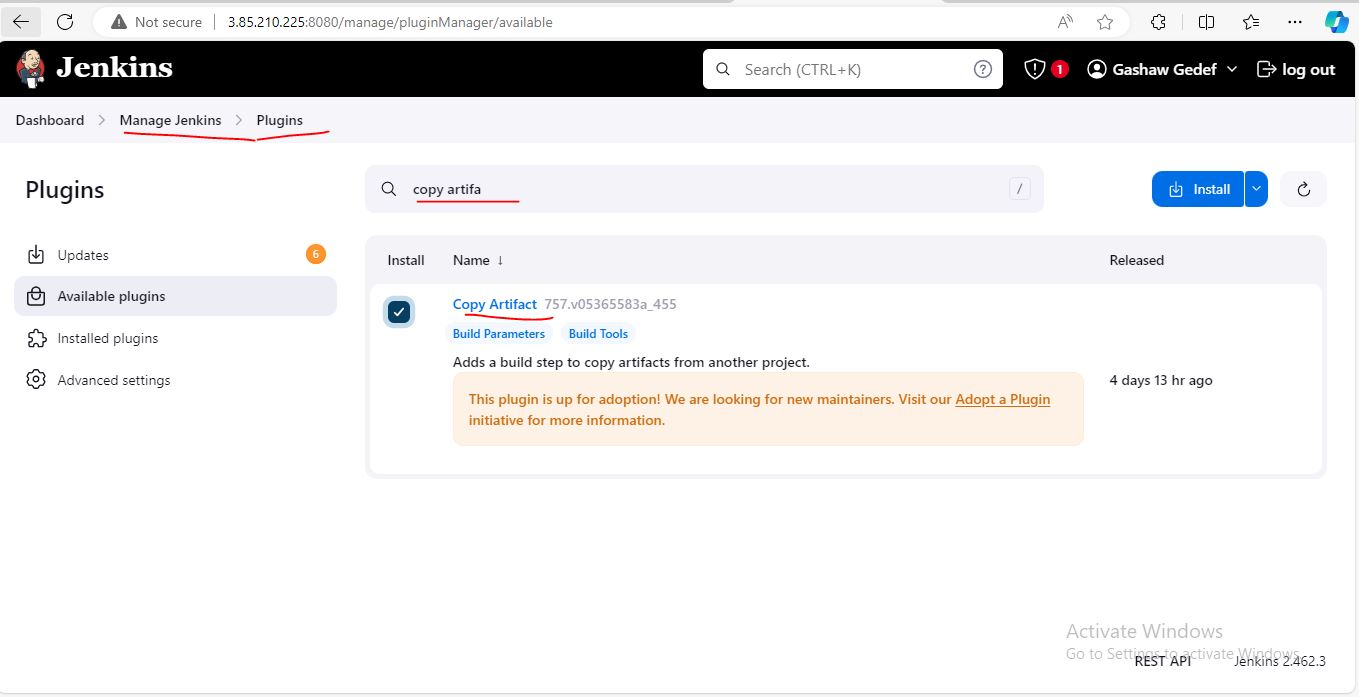 Not secure 3.85.210.225:8080/manage/pluginManager/available
Jenkins
Search (CTRL+K) ? 1 Gashaw Gedef log out
Dashboard > Manage Jenkins > Plugins
Plugins
copy artifa /
Install
Updates 6
Available plugins
Installed plugins
Advanced settings
Install Name ↓ Released
Copy Artifact 757.v05365583a_455
Build Parameters Build Tools
Adds a build step to copy artifacts from another project.
This plugin is up for adoption! We are looking for new maintainers. Visit our Adopt a Plugin
initiative for more information.
4 days 13 hr ago
Activate Windows
Go to Settings to activate Windows.
REST API Jenkins 2.462.3